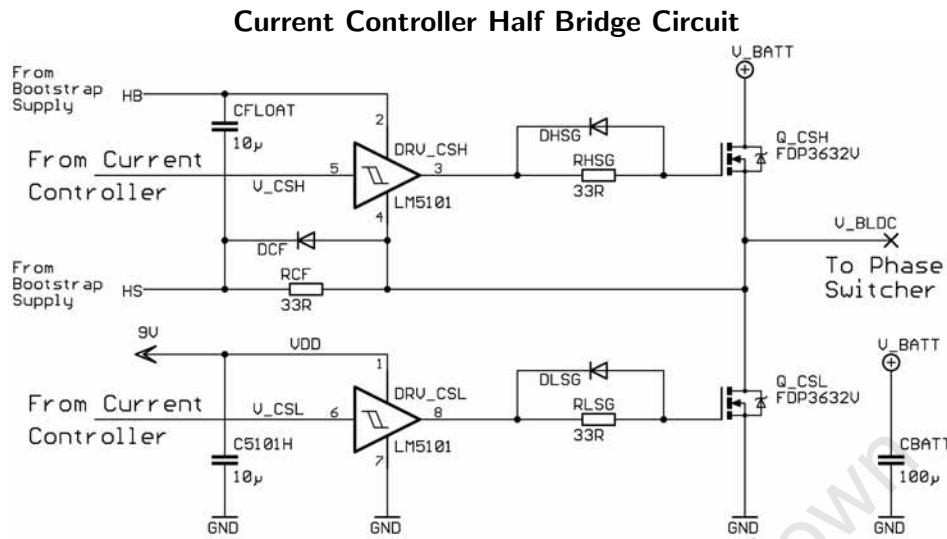 Current Controller Half Bridge Circuit
V_BATT
From
Bootstrap
Supply
HB
CFLOAT
10µ
2
DRV_CSH
DHSG
Q_CSH
FDP3632V
From Current
Controller
V_CSH
5
3
RHSG
33R
LM5101
4
V_BLDC
To Phase
Switcher
DCF
From
Bootstrap
Supply
HS
RCF
33R
9V
VDD
1
V_BATT
DRV_CSL
DLSG
Q_CSL
FDP3632V
From Current
Controller
V_CSL
6
8
RLSG
33R
LM5101
C5101H
10µ
7
CBATT
100µ
GND
GND
GND
GND
own